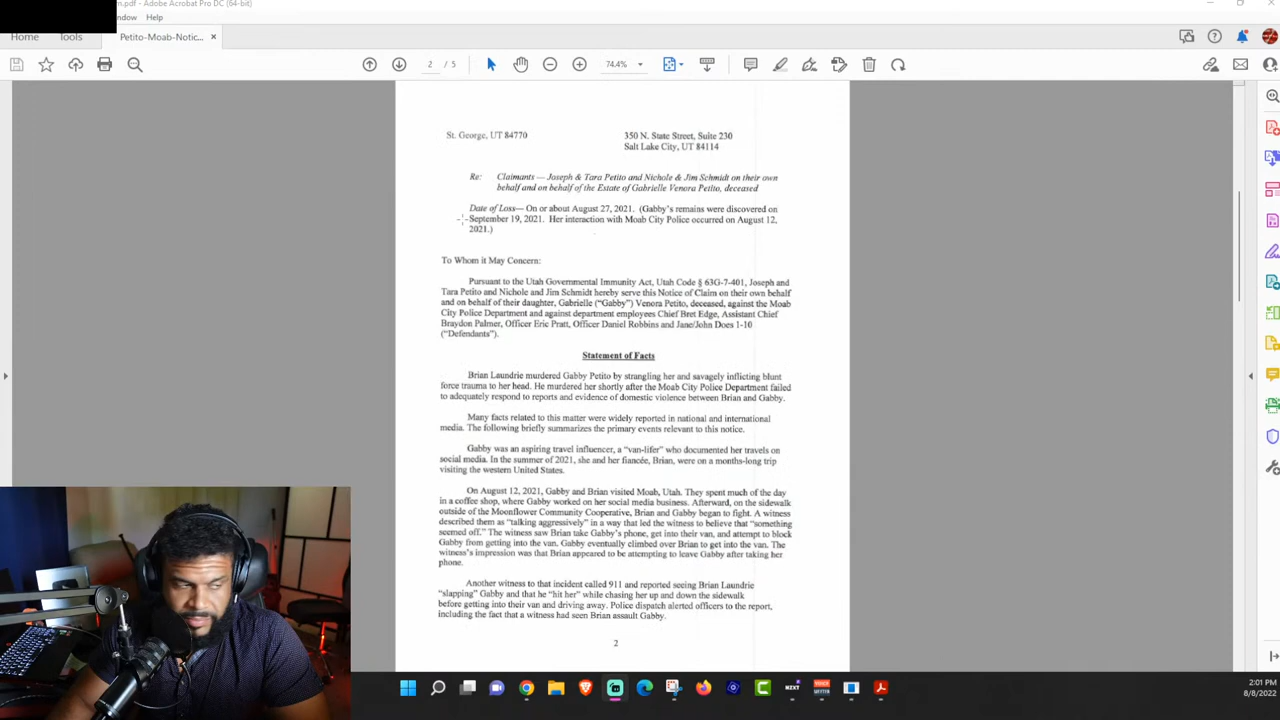 n.pdf - Adobe Acrobat Pro DC (64-bit)
ndow Help
Home Tools Petito-Moab-Notic... ×
2 / 5 74.4%
St. George, UT 84770
350 N. State Street, Suite 230
Salt Lake City, UT 84114
Re: Claimants — Joseph & Tara Petito and Nichole & Jim Schmidt on their own
behalf and on behalf of the Estate of Gabrielle Venora Petito, deceased
Date of Loss— On or about August 27, 2021. (Gabby's remains were discovered on
September 19, 2021. Her interaction with Moab City Police occurred on August 12,
2021.)
To Whom it May Concern:
Pursuant to the Utah Governmental Immunity Act, Utah Code § 63G-7-401, Joseph and
Tara Petito and Nichole and Jim Schmidt hereby serve this Notice of Claim on their own behalf
and on behalf of their daughter, Gabrielle ("Gabby") Venora Petito, deceased, against the Moab
City Police Department and against department employees Chief Bret Edge, Assistant Chief
Braydon Palmer, Officer Eric Pratt, Officer Daniel Robbins and Jane/John Does 1-10
("Defendants").
Statement of Facts
Brian Laundrie murdered Gabby Petito by strangling her and savagely inflicting blunt
force trauma to her head. He murdered her shortly after the Moab City Police Department failed
to adequately respond to reports and evidence of domestic violence between Brian and Gabby.
Many facts related to this matter were widely reported in national and international
media. The following briefly summarizes the primary events relevant to this notice.
Gabby was an aspiring travel influencer, a "van-lifer" who documented her travels on
social media. In the summer of 2021, she and her fiancée, Brian, were on a months-long trip
visiting the western United States.
On August 12, 2021, Gabby and Brian visited Moab, Utah. They spent much of the day
in a coffee shop, where Gabby worked on her social media business. Afterward, on the sidewalk
outside of the Moonflower Community Cooperative, Brian and Gabby began to fight. A witness
described them as "talking aggressively" in a way that led the witness to believe that "something
seemed off." The witness saw Brian take Gabby's phone, get into their van, and attempt to block
Gabby from getting into the van. Gabby eventually climbed over Brian to get into the van. The
witness's impression was that Brian appeared to be attempting to leave Gabby after taking her
phone.
Another witness to that incident called 911 and reported seeing Brian Laundrie
"slapping" Gabby and that he "hit her" while chasing her up and down the sidewalk
before getting into their van and driving away. Police dispatch alerted officers to the report,
including the fact that a witness had seen Brian assault Gabby.
2
NZXT
2:01 PM
8/8/2022